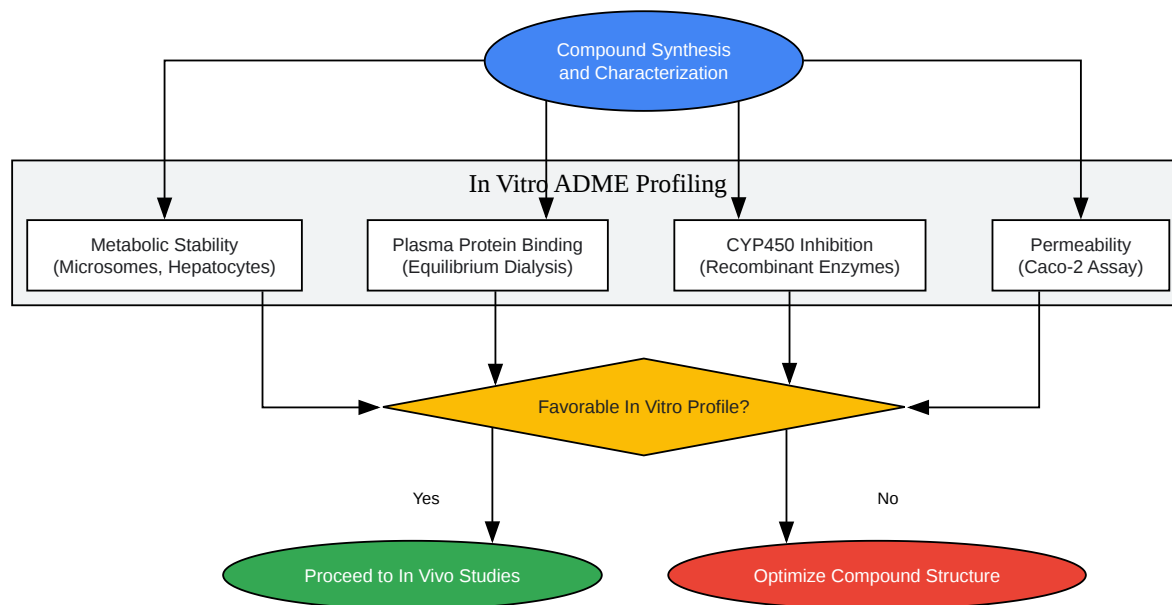 Compound Synthesis
and Characterization
In Vitro ADME Profiling
Metabolic Stability
(Microsomes, Hepatocytes)
Plasma Protein Binding
(Equilibrium Dialysis)
CYP450 Inhibition
(Recombinant Enzymes)
Permeability
(Caco-2 Assay)
Favorable In Vitro Profile?
Yes
No
Proceed to In Vivo Studies
Optimize Compound Structure